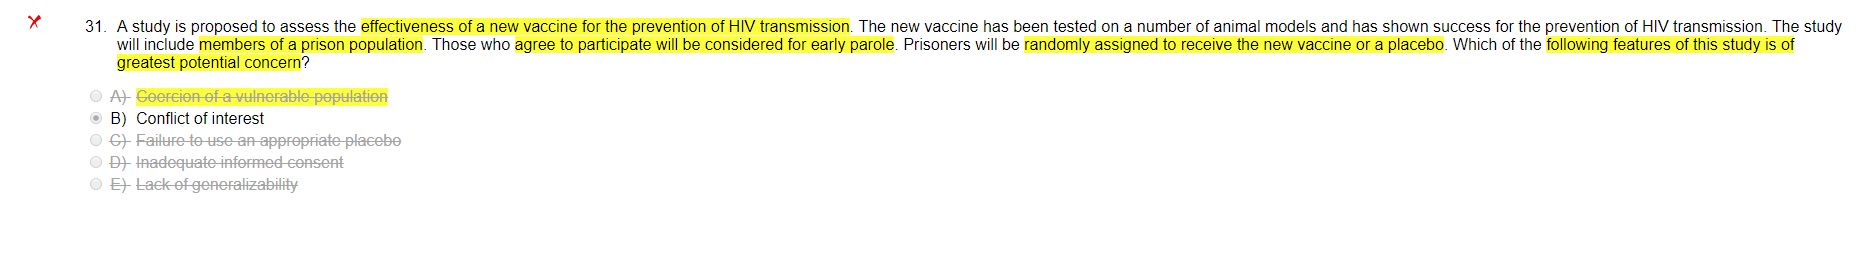 31. A study is proposed to assess the effectiveness of a new vaccine for the prevention of HIV transmission. The new vaccine has been tested on a number of animal models and has shown success for the prevention of HIV transmission. The study
will include members of a prison population. Those who agree to participate will be considered for early parole. Prisoners will be randomly assigned to receive the new vaccine or a placebo. Which of the following features of this study is of
greatest potential concern?
A) Coercion of a vulnerable population
B) Conflict of interest
C) Failure to use an appropriate placebo
D) Inadequate informed consent
E) Lack of generalizability